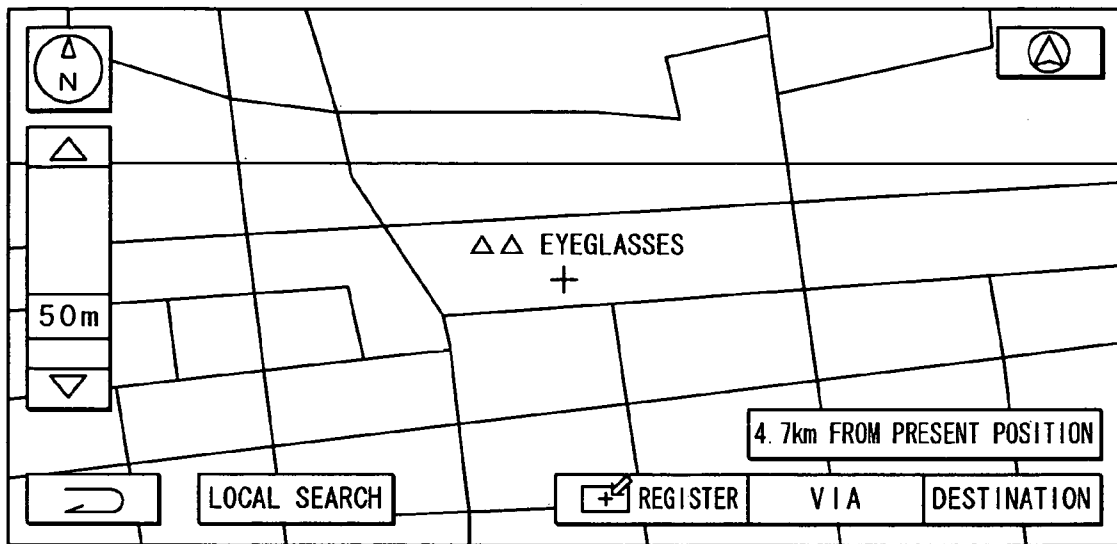 N
△△ EYEGLASSES
50m
4.7km FROM PRESENT POSITION
LOCAL SEARCH
REGISTER
VIA
DESTINATION